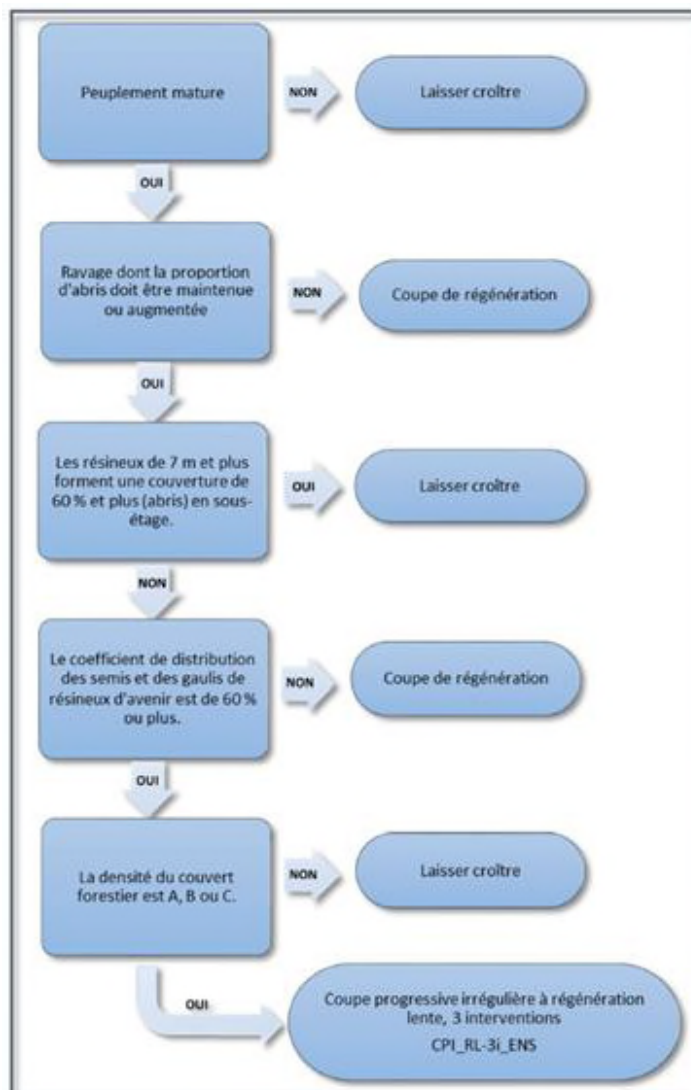 Peuplement mature
NON
Laisser croître
OUI
Ravage dont la proportion
d'abris doit être maintenue
ou augmentée
NON
Coupe de régénération
OUI
Les résineux de 7 m et plus
forment une couverture de
60 % et plus (abris) en sous-
étage.
OUI
Laisser croître
NON
Le coefficient de distribution
des semis et des gaulis de
résineux d'avenir est de 60 %
ou plus.
NON
Coupe de régénération
OUI
La densité du couvert
forestier est A, B ou C.
NON
Laisser croître
OUI
Coupe progressive irrégulière à régénération
lente, 3 interventions
CPI_RL-3i_ENS